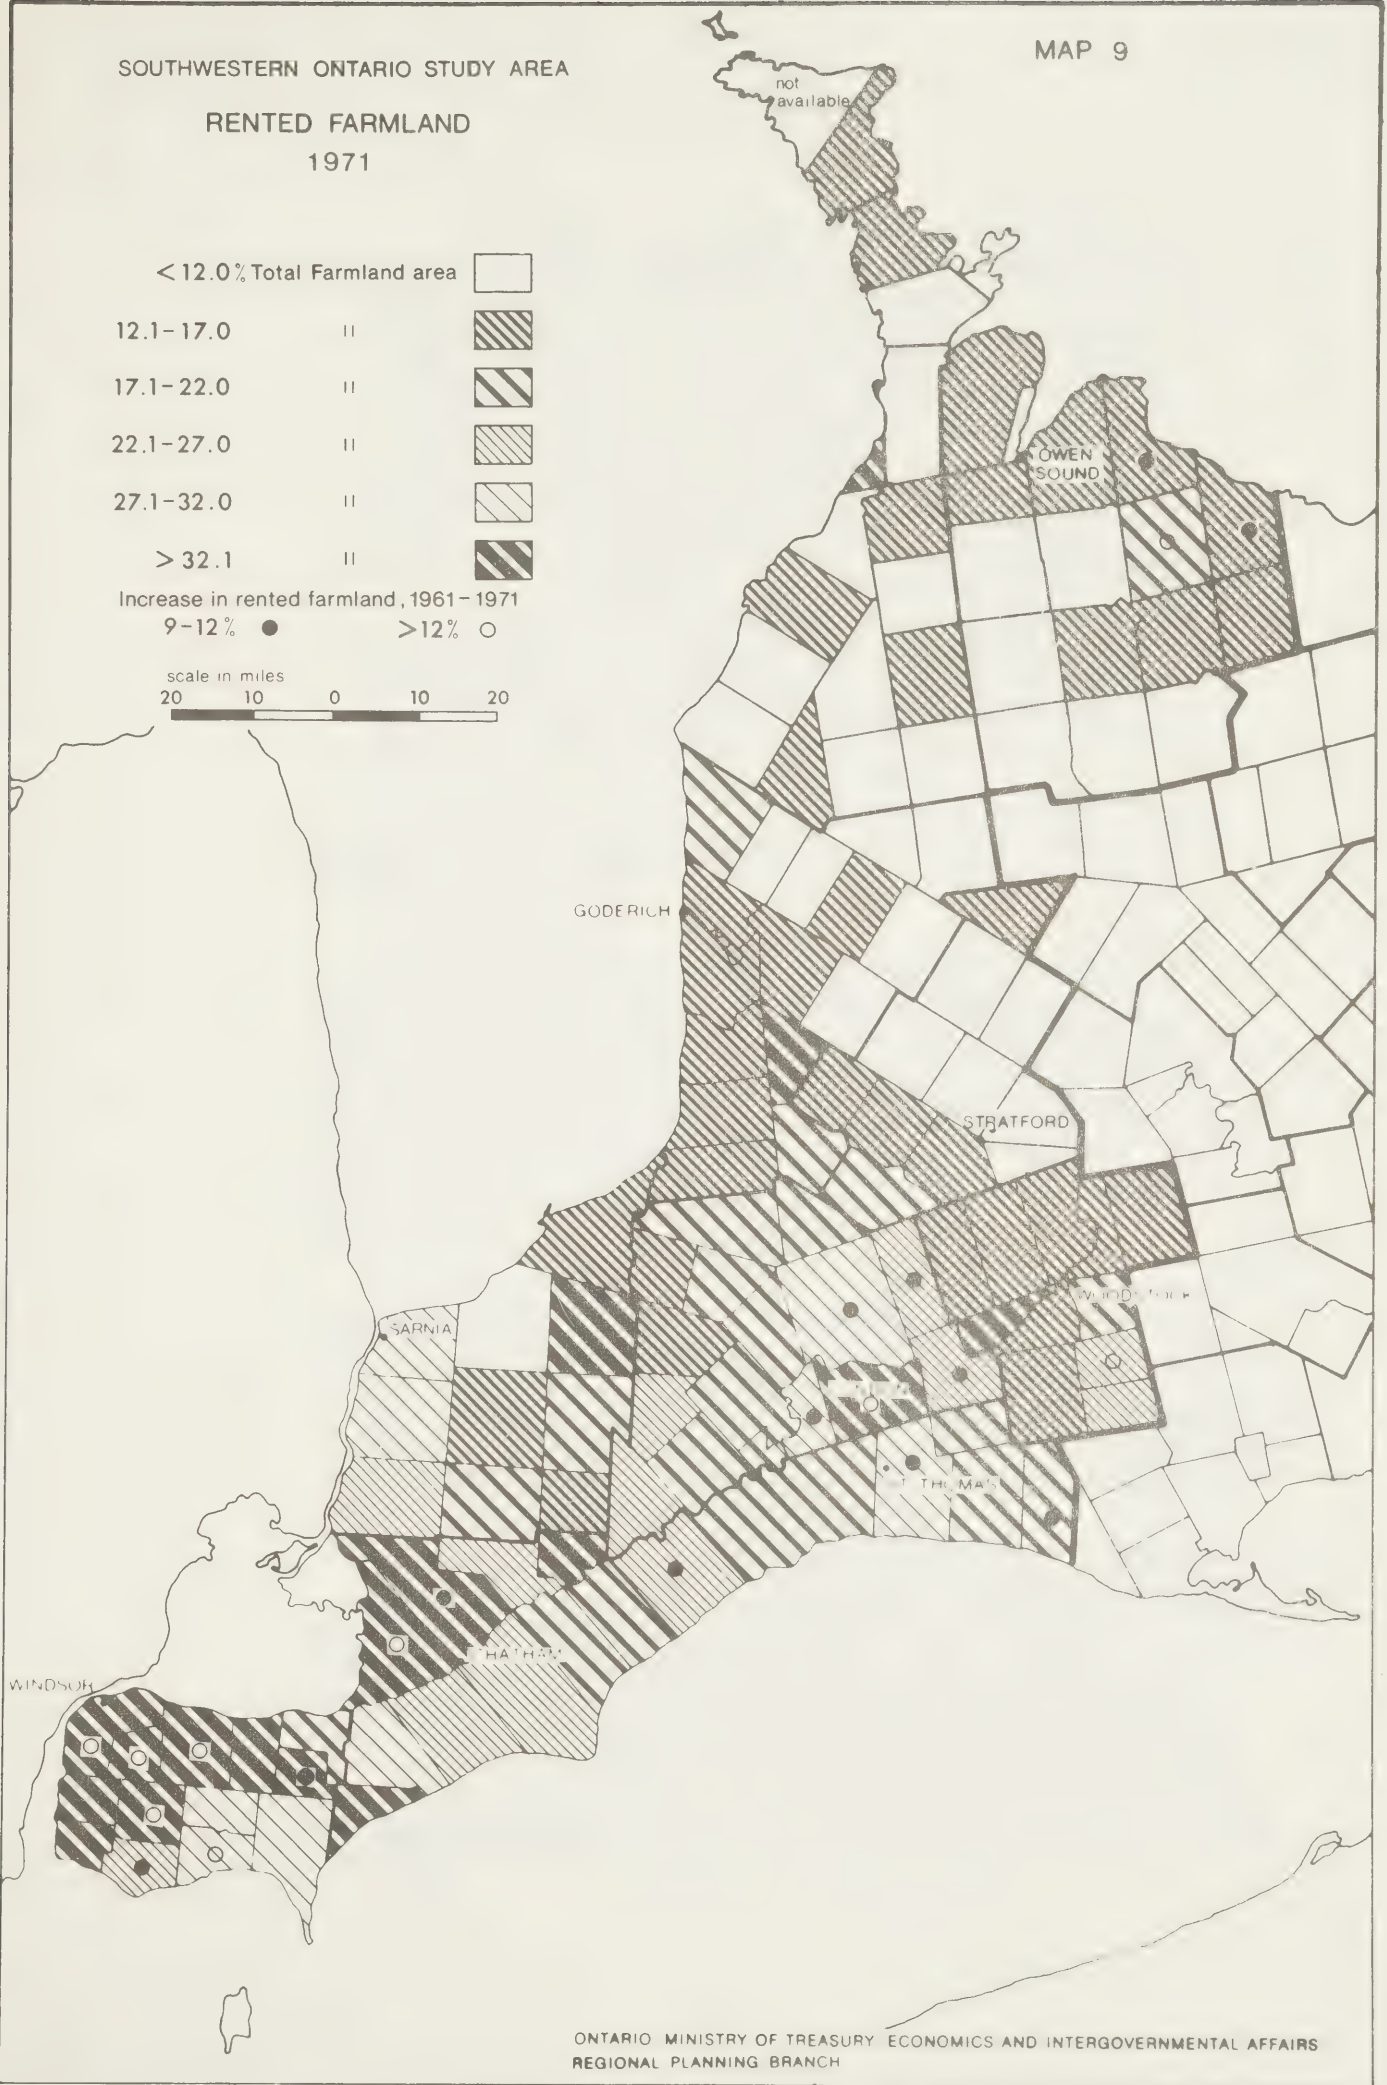 MAP 9
SOUTHWESTERN ONTARIO STUDY AREA
RENTED FARMLAND
1971
not
available
<12.0% Total Farmland area
12.1-17.0 "
17.1-22.0 "
22.1-27.0 "
27.1-32.0 "
>32.1 "
Increase in rented farmland, 1961-1971
9-12% ● >12% ○
scale in miles
20 10 0 10 20
OWEN
SOUND
GODERICH
STRATFORD
WOODSTOCK
SARNIA
ST. THOMAS
CHATHAM
WINDSOR
ONTARIO MINISTRY OF TREASURY ECONOMICS AND INTERGOVERNMENTAL AFFAIRS
REGIONAL PLANNING BRANCH